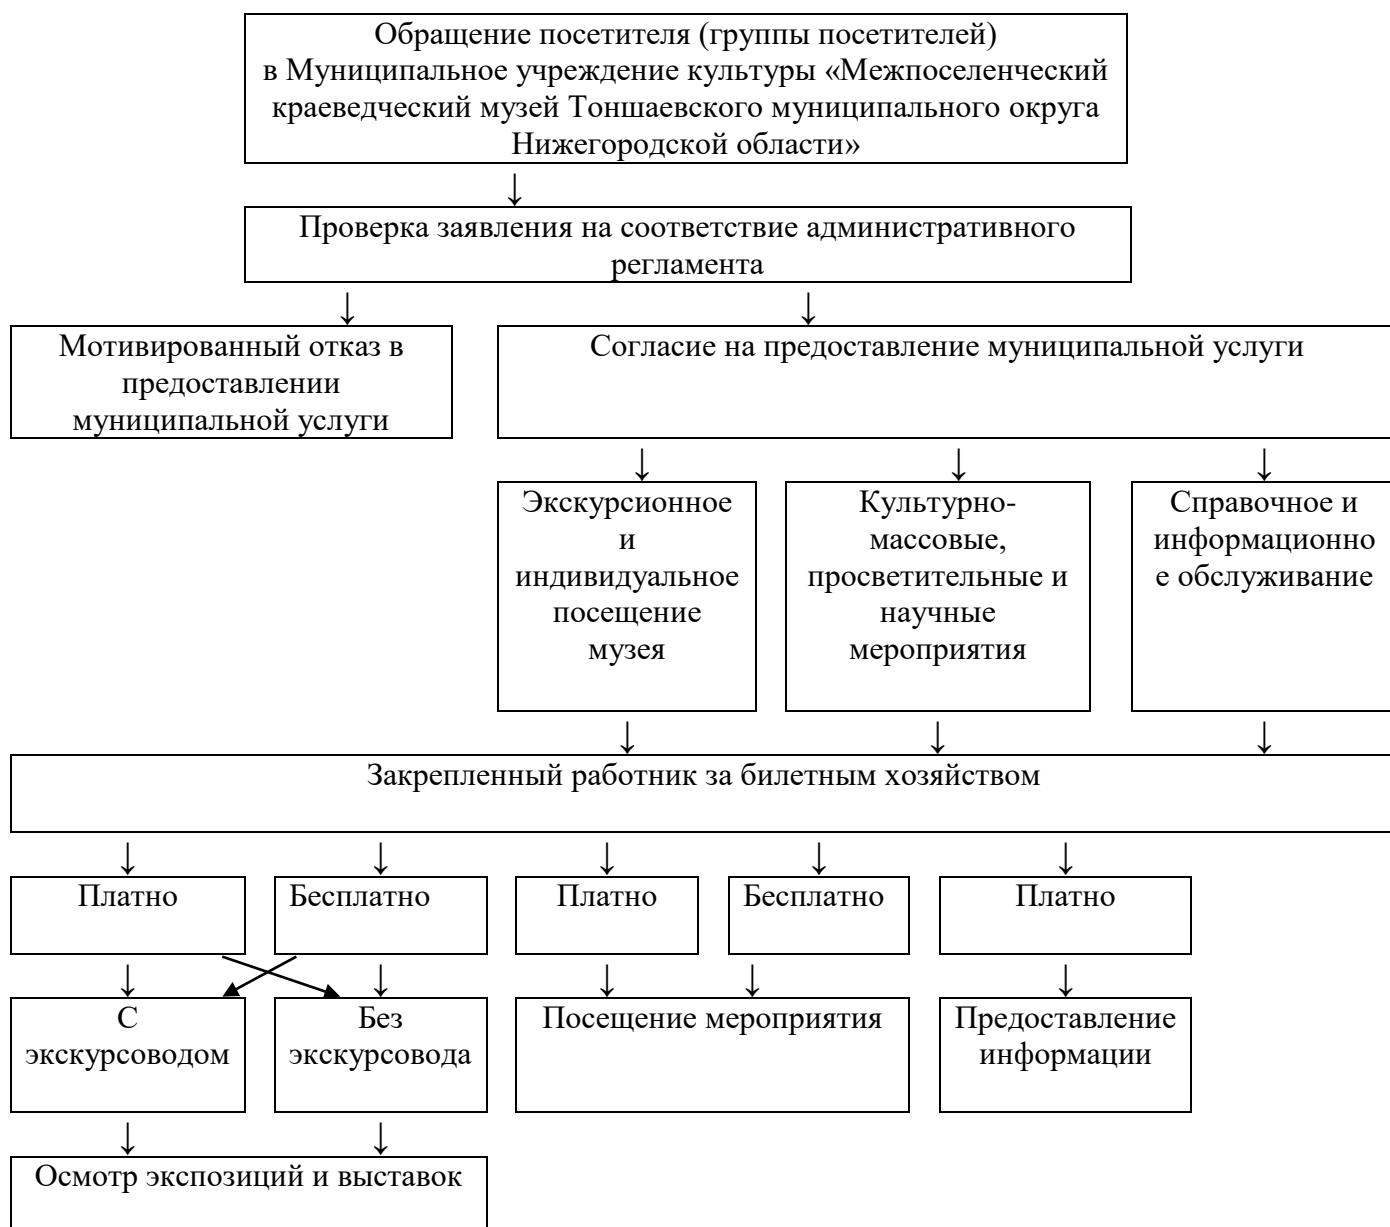 Обращение посетителя (группы посетителей)
в Муниципальное учреждение культуры «Межпоселенческий
краеведческий музей Тоншаевского муниципального округа
Нижегородской области»
Проверка заявления на соответствие административного
регламента
Мотивированный отказ в
предоставлении
муниципальной услуги
Согласие на предоставление муниципальной услуги
Экскурсионное
и
индивидуальное
посещение
музея
Культурно-
массовые,
просветительные и
научные
мероприятия
Справочное и
информационно
е обслуживание
Закрепленный работник за билетным хозяйством
Платно
Бесплатно
Платно
Бесплатно
Платно
С
экскурсоводом
Без
экскурсовода
Посещение мероприятия
Предоставление
информации
Осмотр экспозиций и выставок